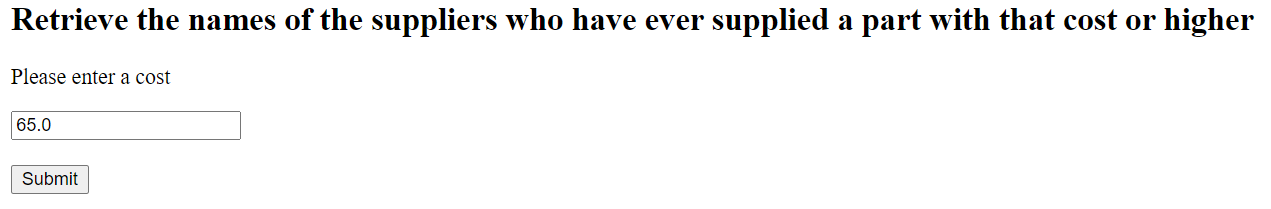 Retrieve the names of the suppliers who have ever supplied a part with that cost or higher
Please enter a cost
65.0
Submit